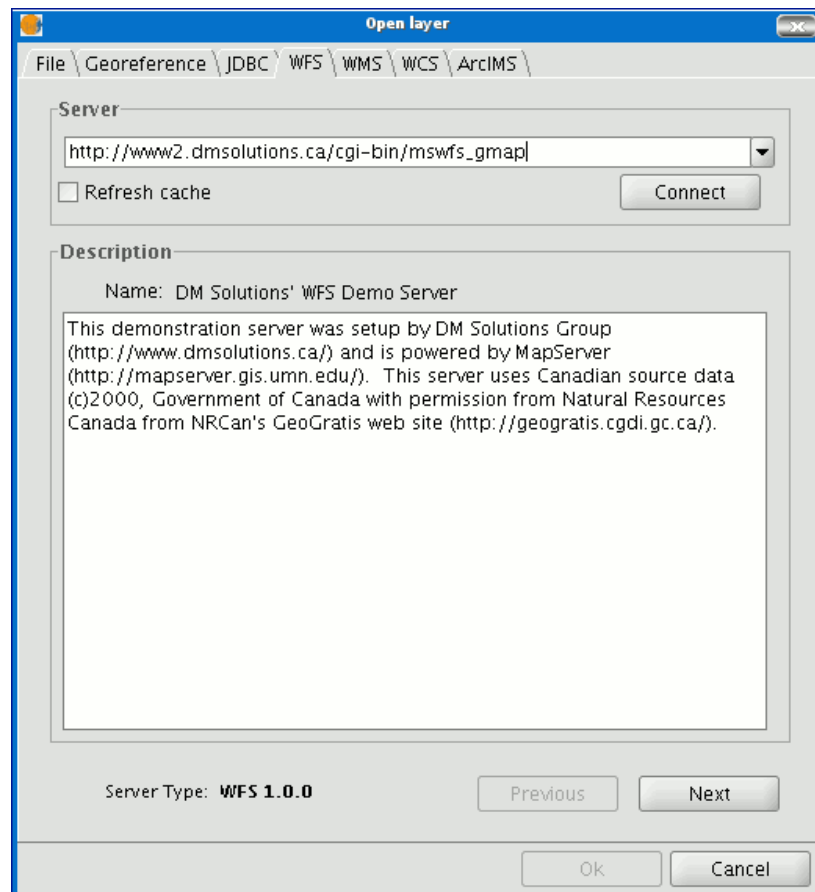 Open layer
File Georeference JDBC WFS WMS WCS ArcIMS
Server
http://www2.dmsolutions.ca/cgi-bin/mswfs_gmap
Refresh cache Connect
Description
Name: DM Solutions' WFS Demo Server
This demonstration server was setup by DM Solutions Group
(http://www.dmsolutions.ca/) and is powered by MapServer
(http://mapserver.gis.umn.edu/). This server uses Canadian source data
(c)2000, Government of Canada with permission from Natural Resources
Canada from NRCan's GeoGratis web site (http://geogratis.cgdi.gc.ca/).
Server Type: WFS 1.0.0 Previous Next
Ok Cancel